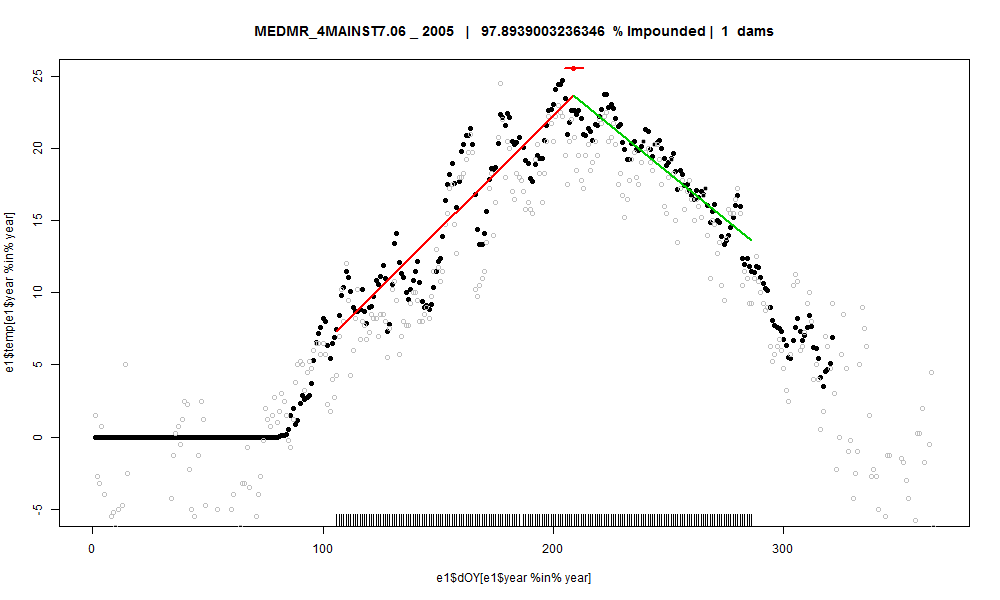 MEDMR_4MAINST7.06 _ 2005 | 97.8939003236346 % Impounded | 1 dams
e1$temp[e1$year %in% year]
25
20
15
10
5
0
-5
0 100 200 300
e1$dOY[e1$year %in% year]